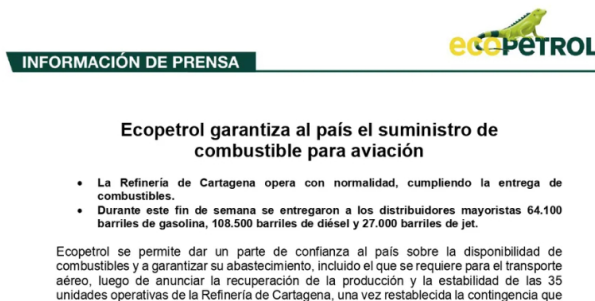 ecoPETROL
INFORMACIÓN DE PRENSA
Ecopetrol garantiza al país el suministro de
combustible para aviación
• La Refinería de Cartagena opera con normalidad, cumpliendo la entrega de
combustibles.
• Durante este fin de semana se entregaron a los distribuidores mayoristas 64.100
barriles de gasolina, 108.500 barriles de diésel y 27.000 barriles de jet.
Ecopetrol se permite dar un parte de confianza al país sobre la disponibilidad de
combustibles y a garantizar su abastecimiento, incluido el que se requiere para el transporte
aéreo, luego de anunciar la recuperación de la producción y la estabilidad de las 35
unidades operativas de la Refinería de Cartagena, una vez restablecida la contingencia que